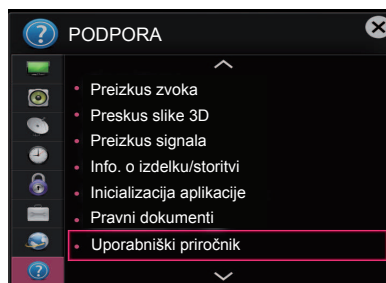 PODPORA
Preizkus zvoka
Preskus slike 3D
Preizkus signala
Info. o izdelku/storitvi
Inicializacija aplikacije
Pravni dokumenti
Uporabniški priročnik